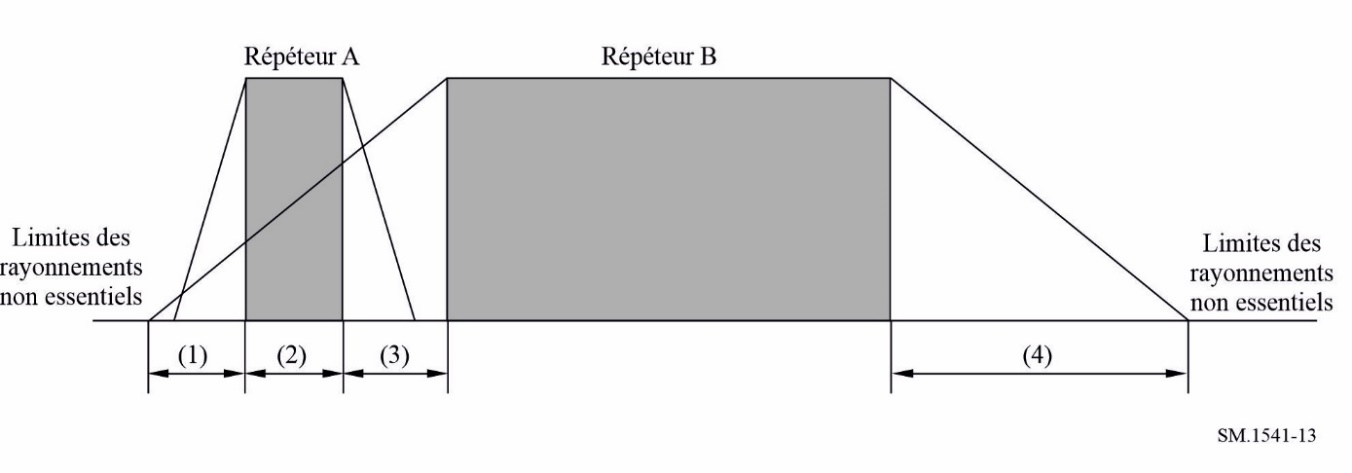 Répéteur A
Répéteur B
Limites des
rayonnements
non essentiels
Limites des
rayonnements
non essentiels
(1)
(2)
(3)
(4)
SM.1541-13